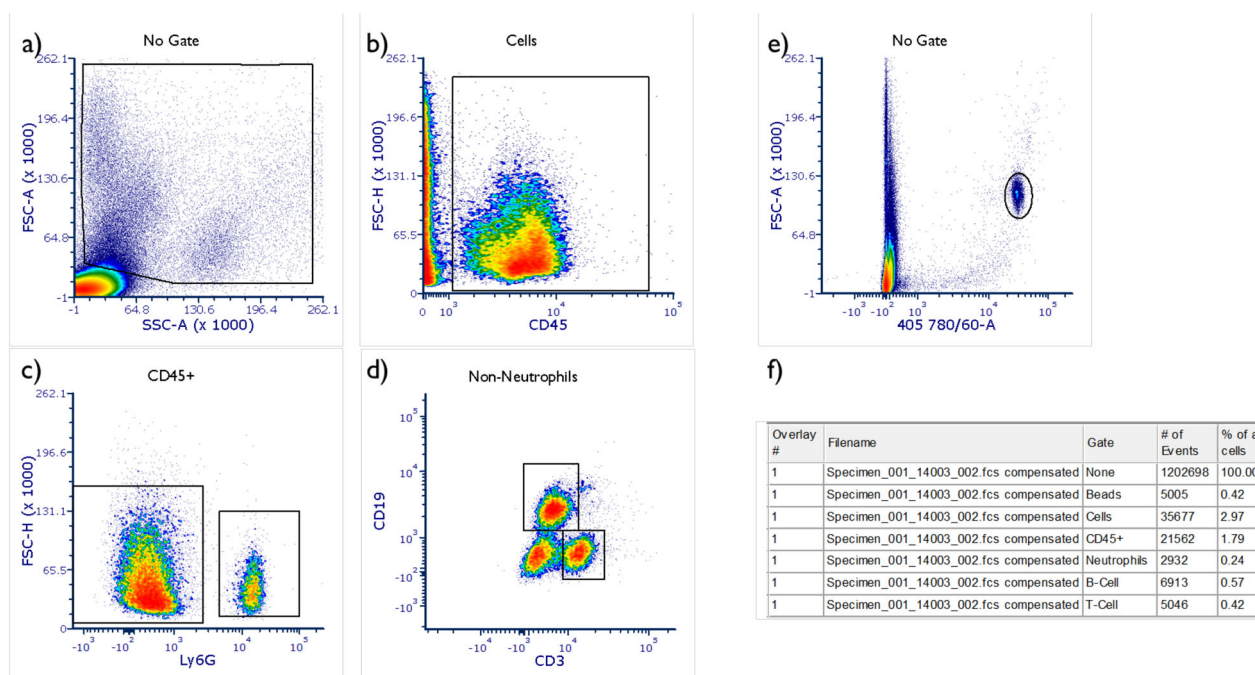 a)
No Gate
262.1
196.4
130.6
64.8
-1
FSC-A (x 1000)
-1 64.8 130.6 196.4 262.1
SSC-A (x 1000)
b)
Cells
262.1
196.6
131.1
65.5
0
FSC-H (x 1000)
0 10³ 10⁴ 10⁵
CD45
e)
No Gate
262.1
196.4
130.6
64.8
-1
FSC-A (x 1000)
-10³ -10² 10³ 10⁴ 10⁵
405 780/60-A
c)
CD45+
262.1
196.6
131.1
65.5
0
FSC-H (x 1000)
-10³ -10² 10³ 10⁴ 10⁵
Ly6G
d)
Non-Neutrophils
10⁵
10⁴
10³
-10²
-10³
CD19
-10³ -10² 10³ 10⁴ 10⁵
CD3
f)
Overlay # Filename Gate # of Events % of a cells
1 Specimen_001_14003_002.fcs compensated None 1202698 100.00
1 Specimen_001_14003_002.fcs compensated Beads 5005 0.42
1 Specimen_001_14003_002.fcs compensated Cells 35677 2.97
1 Specimen_001_14003_002.fcs compensated CD45+ 21562 1.79
1 Specimen_001_14003_002.fcs compensated Neutrophils 2932 0.24
1 Specimen_001_14003_002.fcs compensated B-Cell 6913 0.57
1 Specimen_001_14003_002.fcs compensated T-Cell 5046 0.42